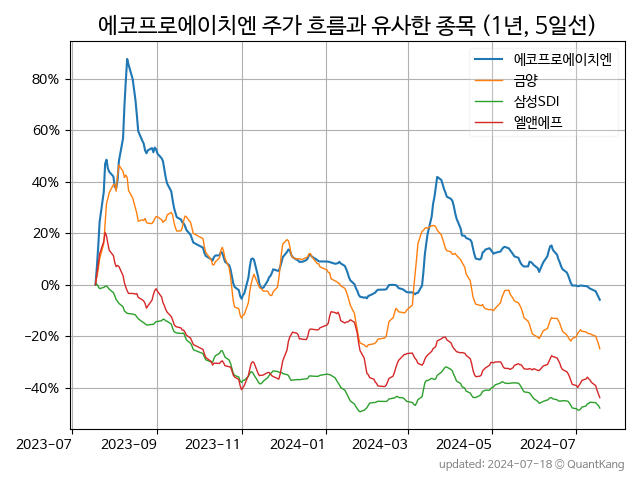 에코프로에이치엔 주가 흐름과 유사한 종목 (1년, 5일선)
에코프로에이치엔
금양
삼성SDI
엘앤에프
80%
60%
40%
20%
0%
−20%
−40%
2023-07 2023-09 2023-11 2024-01 2024-03 2024-05 2024-07
updated: 2024-07-18 © QuantKang